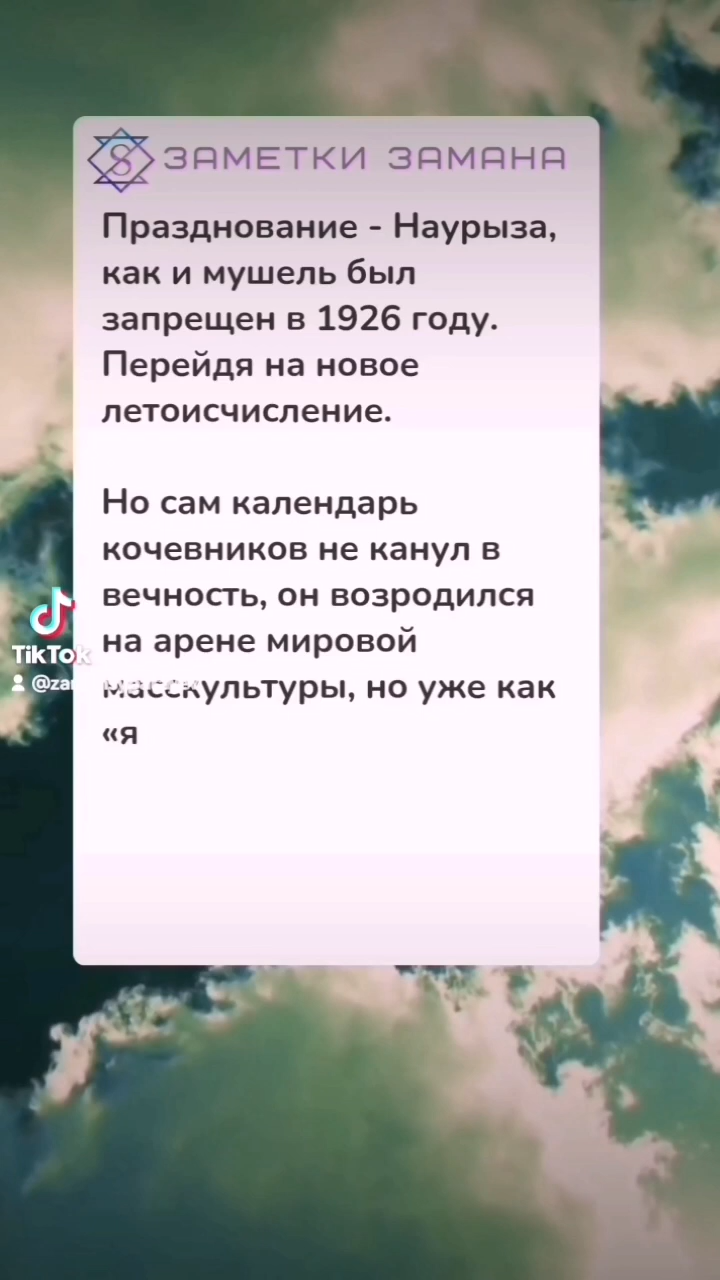 ЗАМЕТКИ ЗАМАНА
Празднование - Наурыза,
как и мушель был
запрещен в 1926 году.
Перейдя на новое
летоисчисление.
Но сам календарь
кочевников не канул в
вечность, он возродился
на арене мировой
масскультуры, но уже как
«я
TikTok